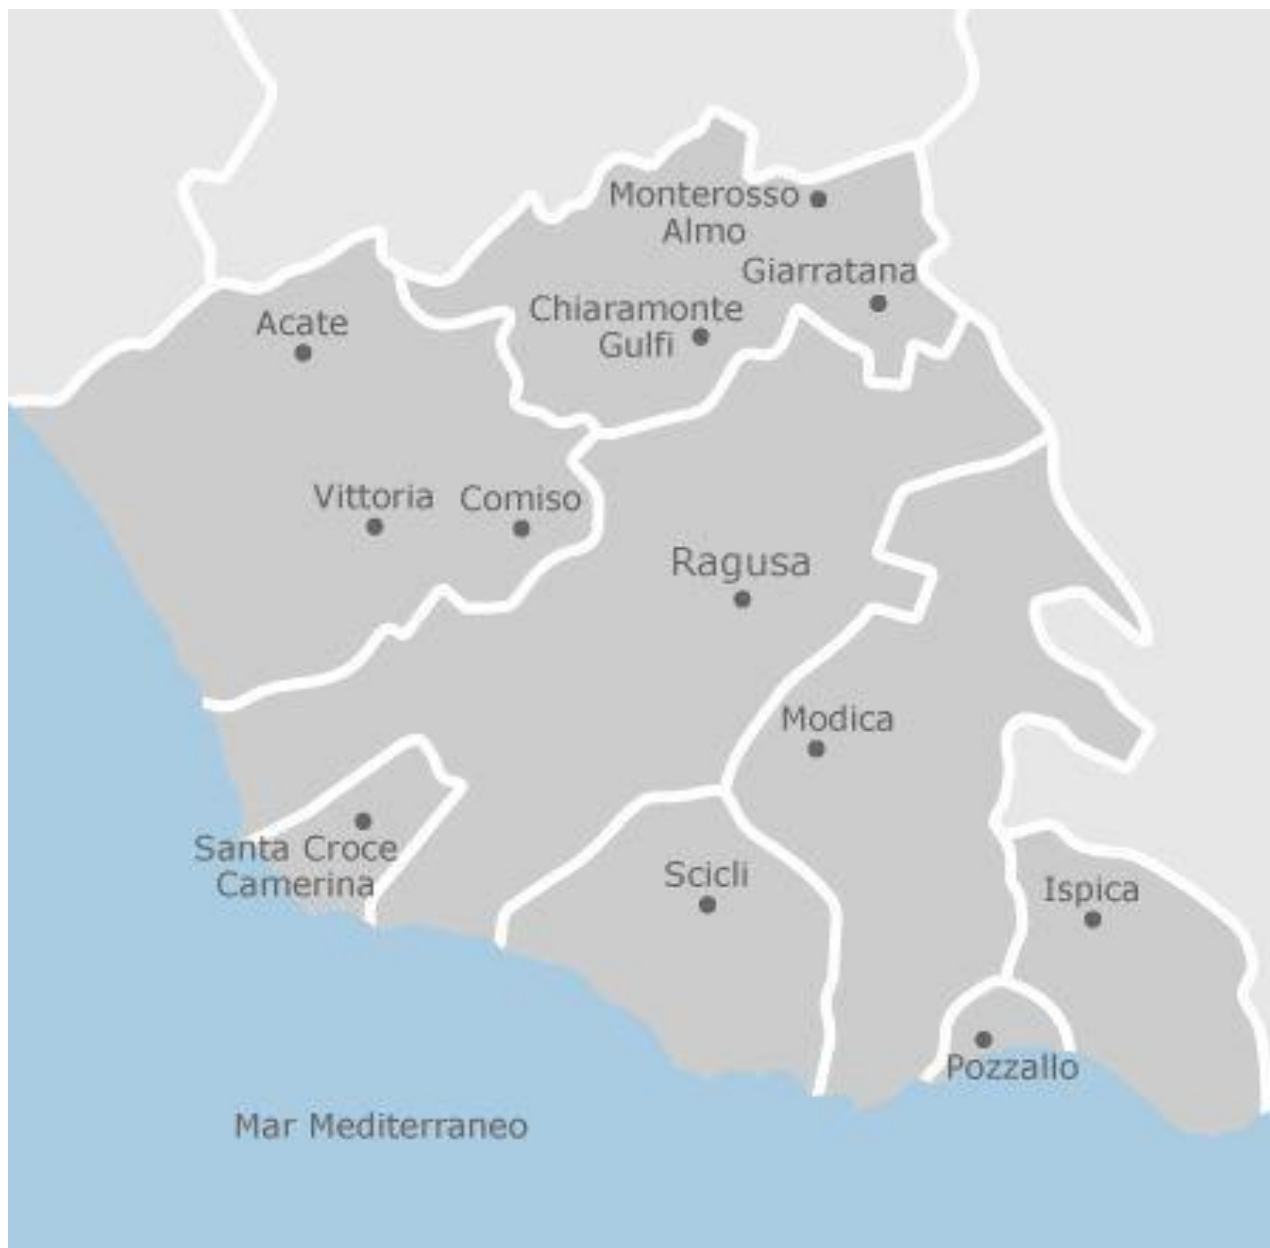 Monterosso
Almo
Giarratana
Chiaramonte
Gulfi
Acate
Vittoria
Comiso
Ragusa
Modica
Santa Croce
Camerina
Scicli
Ispica
Pozzallo
Mar Mediterraneo